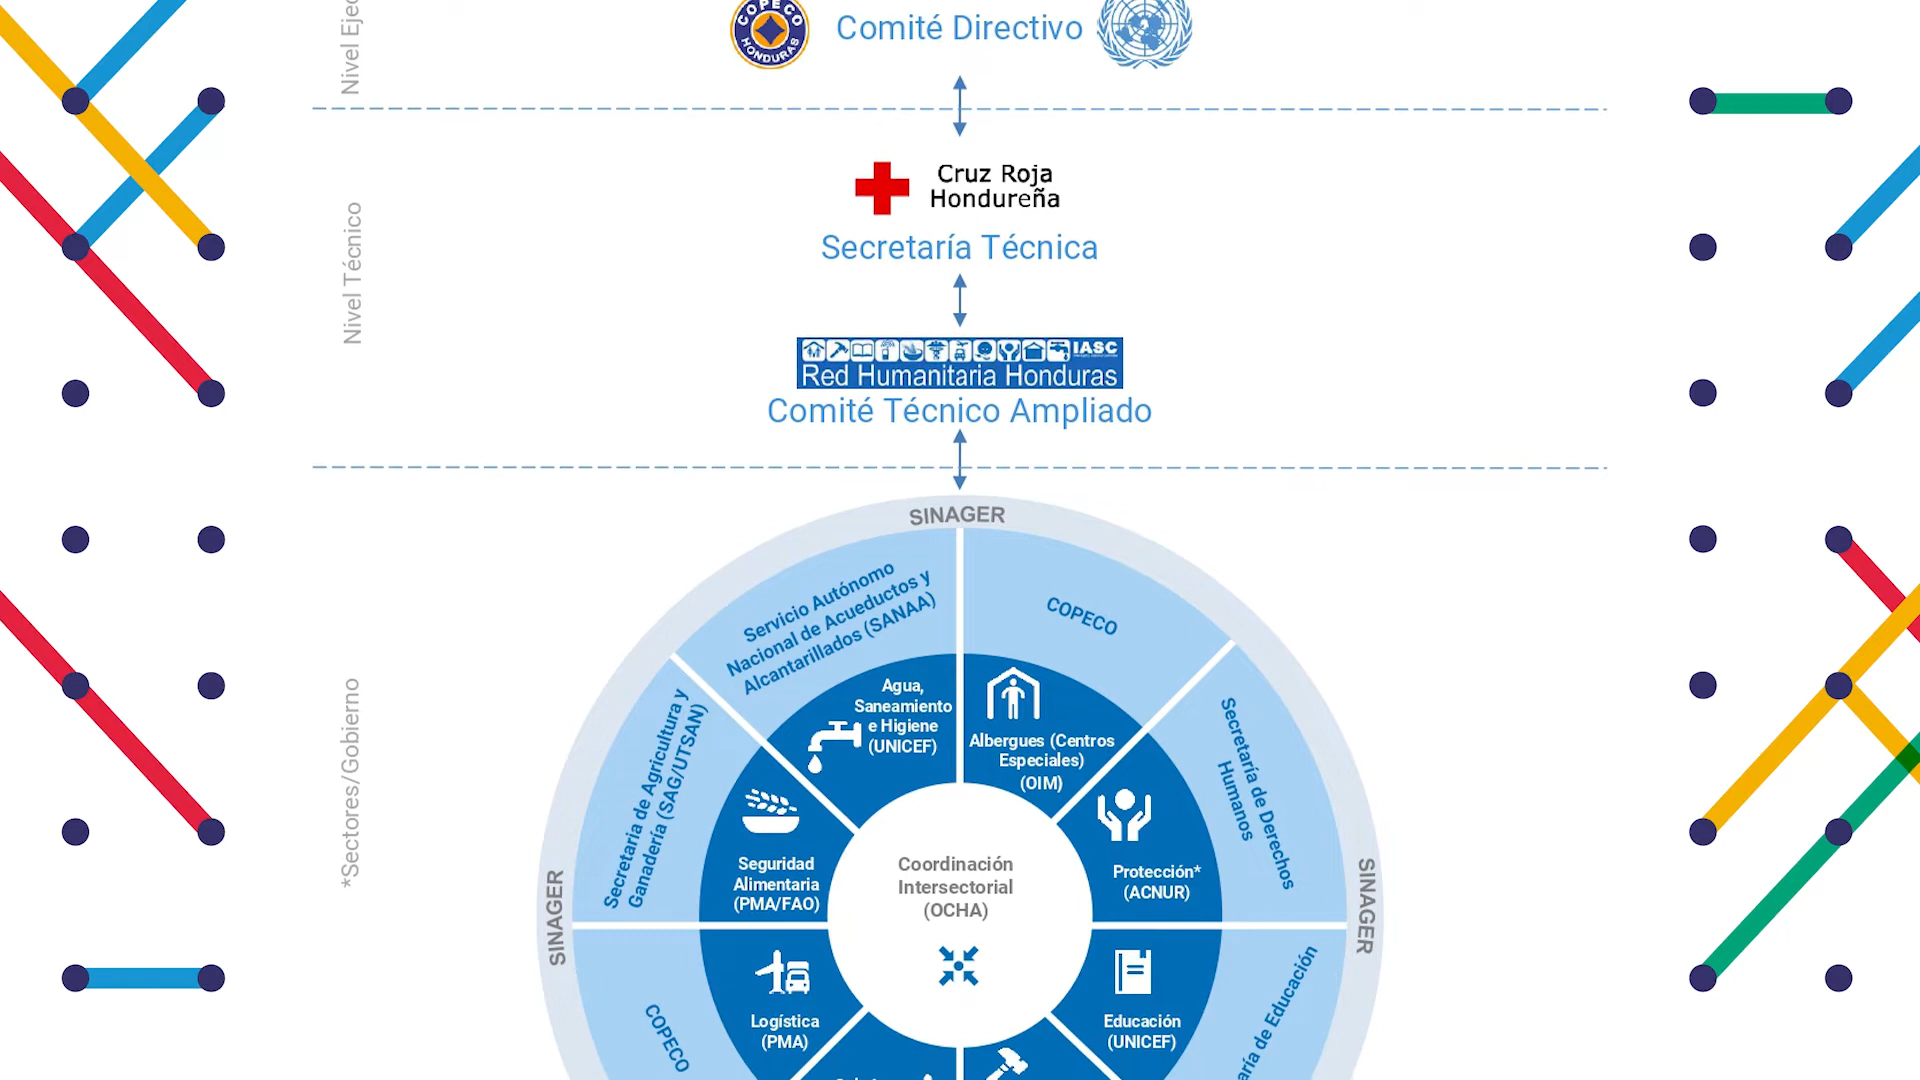 Nivel Ejec
COPECO
HONDURAS
Comité Directivo
Nivel Técnico
Cruz Roja
Hondureña
Secretaría Técnica
IASC
Red Humanitaria Honduras
Comité Técnico Ampliado
*Sectores/Gobierno
SINAGER
Servicio Autónomo
Nacional de Acueductos y
Alcantarillados (SANAA)
COPECO
Secretaria de Agricultura y
Ganadería (SAG/UTSAN)
Agua,
Saneamiento
e Higiene
(UNICEF)
Albergues (Centros
Especiales)
(OIM)
Secretaría de Derechos
Humanos
Seguridad
Alimentaria
(PMA/FAO)
Coordinación
Intersectorial
(OCHA)
Protección*
(ACNUR)
SINAGER
SINAGER
COPECO
Logística
(PMA)
Educación
(UNICEF)
aría de Educación